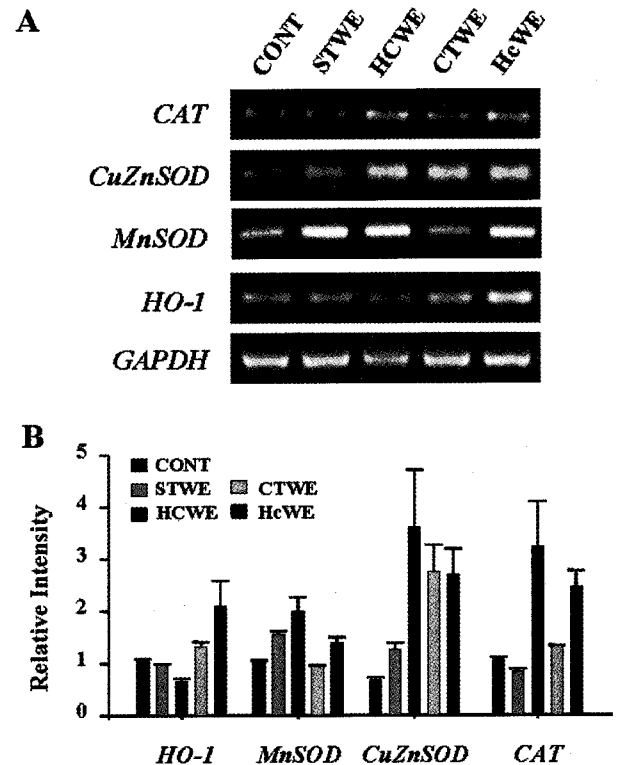 A
CONT STWE HCWE CTWE HcWE
CAT
CuZnSOD
MnSOD
HO-1
GAPDH
B
5
4
3
2
1
0
Relative Intensity
CONT
STWE CTWE
HCWE HcWE
HO-1 MnSOD CuZnSOD CAT